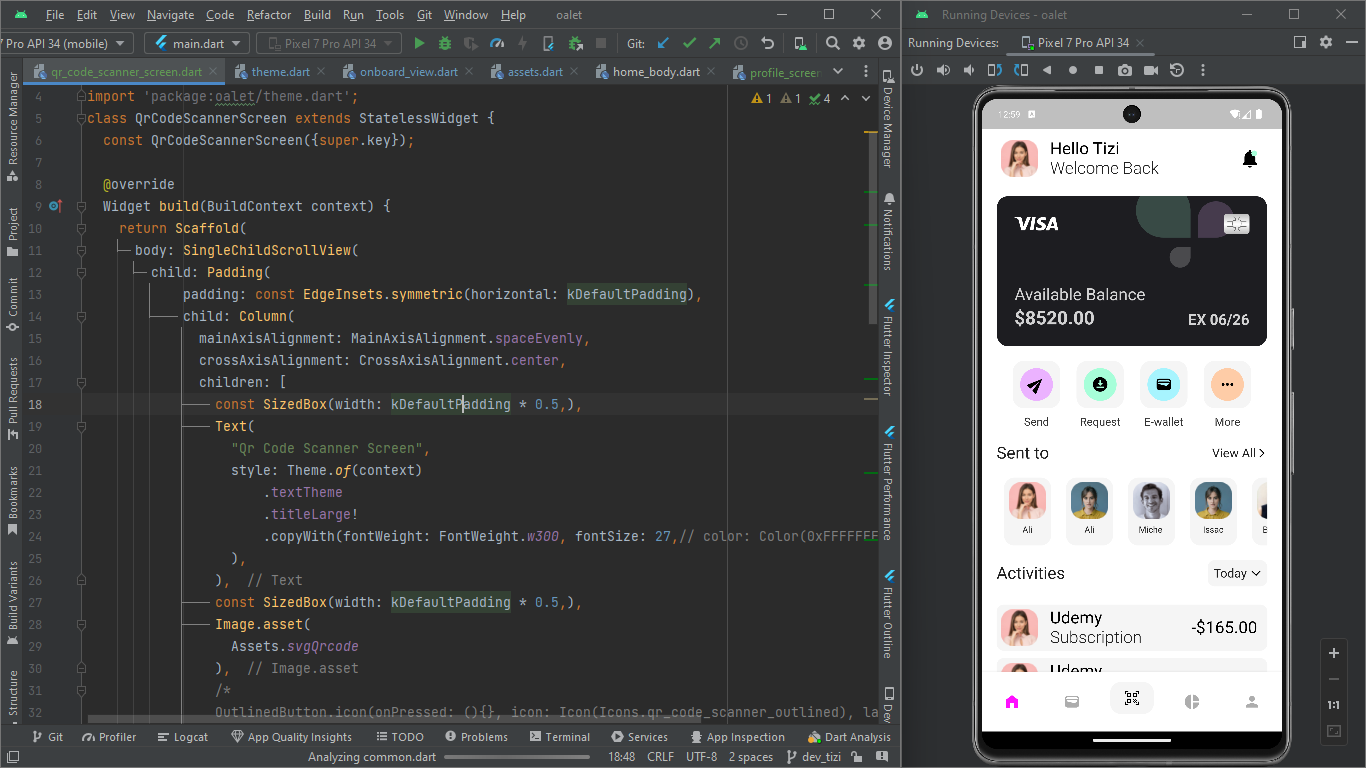 File Edit View Navigate Code Refactor Build Run Tools Git Window Help oalet
7 Pro API 34 (mobile) main.dart Pixel 7 Pro API 34 Git:
qr_code_scanner_screen.dart theme.dart onboard_view.dart assets.dart home_body.dart profile_screen
1 1 4
4 import 'package:oalet/theme.dart';
5 class QrCodeScannerScreen extends StatelessWidget {
6 const QrCodeScannerScreen({super.key});
7
8 @override
9 Widget build(BuildContext context) {
10 return Scaffold(
11 body: SingleChildScrollView(
12 child: Padding(
13 padding: const EdgeInsets.symmetric(horizontal: kDefaultPadding),
14 child: Column(
15 mainAxisAlignment: MainAxisAlignment.spaceEvenly,
16 crossAxisAlignment: CrossAxisAlignment.center,
17 children: [
18 const SizedBox(width: kDefaultPadding * 0.5,),
19 Text(
20 "Qr Code Scanner Screen",
21 style: Theme.of(context)
22 .textTheme
23 .titleLarge!
24 .copyWith(fontWeight: FontWeight.w300, fontSize: 27,// color: Color(0xFFFFFEE
25 ),
26 ), // Text
27 const SizedBox(width: kDefaultPadding * 0.5,),
28 Image.asset(
29 Assets.svgQrcode
30 ), // Image.asset
31 /*
32 OutlinedButton.icon(onPressed: (){}, icon: Icon(Icons.qr_code_scanner_outlined), la
Resource Manager
Project
Commit
Pull Requests
Bookmarks
Build Variants
Structure
Device Manager
Notifications
Flutter Inspector
Flutter Performance
Flutter Outline
Dev
Git Profiler Logcat App Quality Insights TODO Problems Terminal Services App Inspection Dart Analysis
Analyzing common.dart 18:48 CRLF UTF-8 2 spaces dev_tizi
Running Devices - oalet
Running Devices: Pixel 7 Pro API 34
12:59
Hello Tizi
Welcome Back
VISA
Available Balance
$8520.00
EX 06/26
Send Request E-wallet More
Sent to View All
Ali Ali Miche Issac
Activities Today
Udemy
Subscription
-$165.00
Udemy
1:1